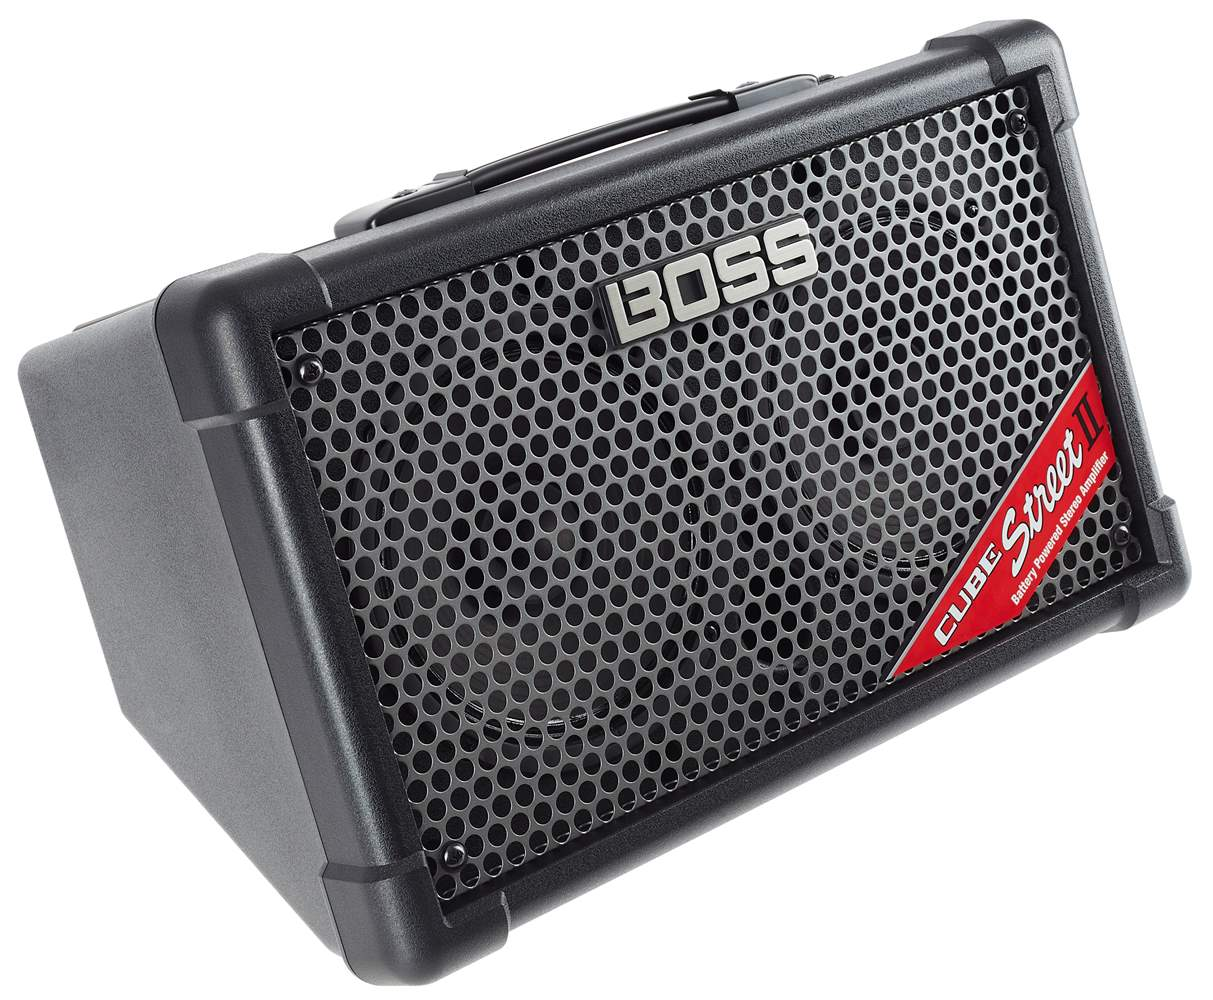 BOSS
CUBE Street II
Battery Powered Stereo Amplifier